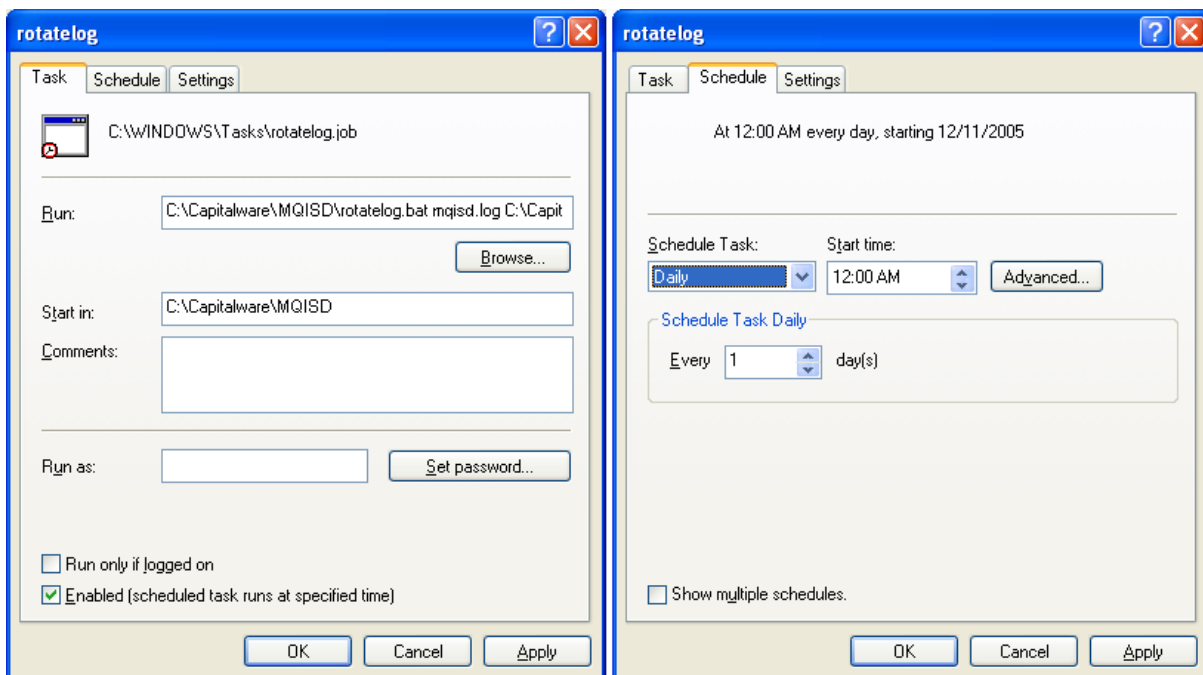 rotatelog
Task Schedule Settings
C:\WINDOWS\Tasks\rotatelog.job
Run: C:\Capitalware\MQISD\rotatelog.bat mqisd.log C:\Capit
Browse...
Start in: C:\Capitalware\MQISD
Comments:
Run as: Set password...
Run only if logged on
Enabled (scheduled task runs at specified time)
OK Cancel Apply
rotatelog
Task Schedule Settings
At 12:00 AM every day, starting 12/11/2005
Schedule Task: Start time:
Daily 12:00 AM Advanced...
Schedule Task Daily
Every 1 day(s)
Show multiple schedules.
OK Cancel Apply